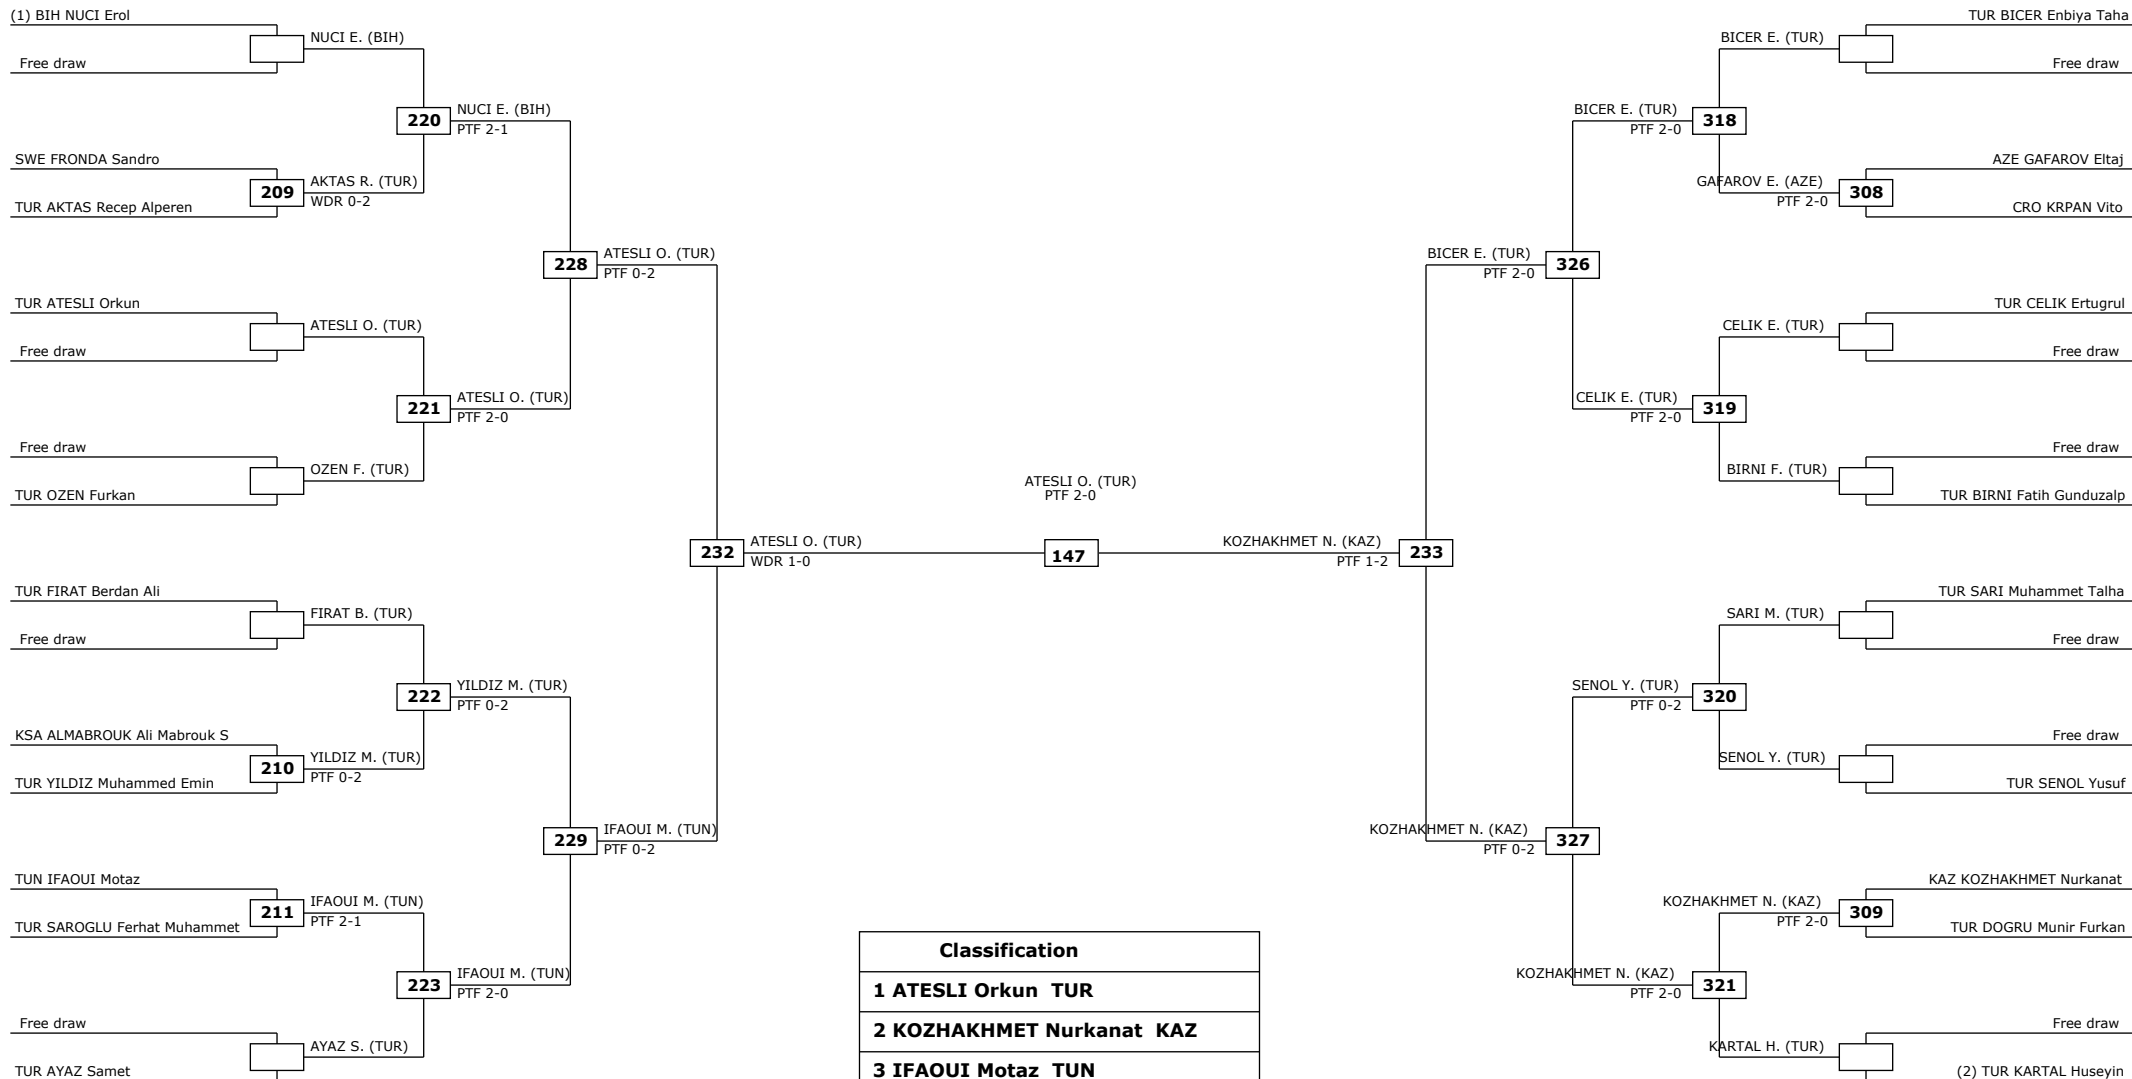 (1) BIH NUCI Erol
NUCI E. (BIH)
Free draw
NUCI E. (BIH)
220
PTF 2-1
SWE FRONDA Sandro
209
AKTAS R. (TUR)
WDR 0-2
TUR AKTAS Recep Alperen
228
ATESLI O. (TUR)
PTF 0-2
TUR ATESLI Orkun
ATESLI O. (TUR)
Free draw
221
ATESLI O. (TUR)
PTF 2-0
Free draw
OZEN F. (TUR)
TUR OZEN Furkan
232
ATESLI O. (TUR)
WDR 1-0
TUR FIRAT Berdan Ali
FIRAT B. (TUR)
Free draw
222
YILDIZ M. (TUR)
PTF 0-2
KSA ALMABROUK Ali Mabrouk S
210
YILDIZ M. (TUR)
PTF 0-2
TUR YILDIZ Muhammed Emin
229
IFAOUI M. (TUN)
PTF 0-2
TUN IFAOUI Motaz
211
IFAOUI M. (TUN)
PTF 2-1
TUR SAROGLU Ferhat Muhammet
223
IFAOUI M. (TUN)
PTF 2-0
Free draw
AYAZ S. (TUR)
TUR AYAZ Samet
ATESLI O. (TUR)
PTF 2-0
147
TUR BICER Enbiya Taha
BICER E. (TUR)
Free draw
BICER E. (TUR)
PTF 2-0
318
AZE GAFAROV Eltaj
GAFAROV E. (AZE)
PTF 2-0
308
CRO KRPAN Vito
BICER E. (TUR)
PTF 2-0
326
TUR CELIK Ertugrul
CELIK E. (TUR)
Free draw
CELIK E. (TUR)
PTF 2-0
319
Free draw
BIRNI F. (TUR)
TUR BIRNI Fatih Gunduzalp
KOZHAKHMET N. (KAZ)
PTF 1-2
233
TUR SARI Muhammet Talha
SARI M. (TUR)
Free draw
SENOL Y. (TUR)
PTF 0-2
320
Free draw
SENOL Y. (TUR)
TUR SENOL Yusuf
KOZHAKHMET N. (KAZ)
PTF 0-2
327
KAZ KOZHAKHMET Nurkanat
KOZHAKHMET N. (KAZ)
PTF 2-0
309
TUR DOGRU Munir Furkan
KOZHAKHMET N. (KAZ)
PTF 2-0
321
Free draw
KARTAL H. (TUR)
(2) TUR KARTAL Huseyin
Classification
1 ATESLI Orkun TUR
2 KOZHAKHMET Nurkanat KAZ
3 IFAOUI Motaz TUN